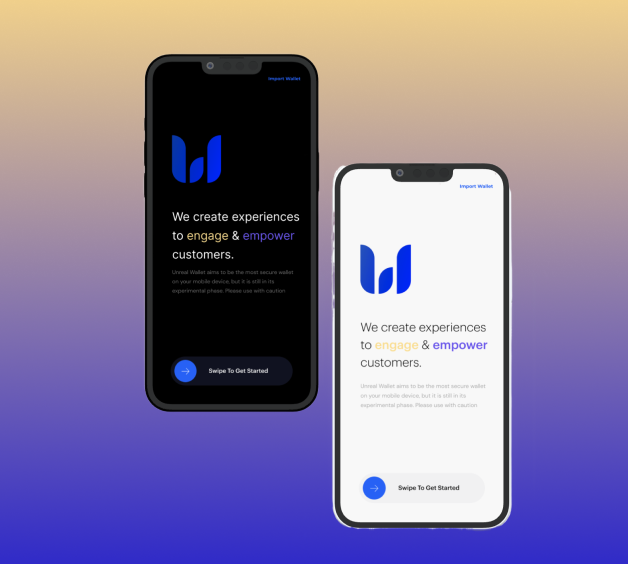 Import Wallet
We create experiences
to engage & empower
customers.
Unreal Wallet aims to be the most secure wallet
on your mobile device, but it is still in its
experimental phase. Please use with caution
Swipe To Get Started
Import Wallet
We create experiences
to engage & empower
customers.
Unreal Wallet aims to be the most secure wallet
on your mobile device, but it is still in its
experimental phase. Please use with caution
Swipe To Get Started